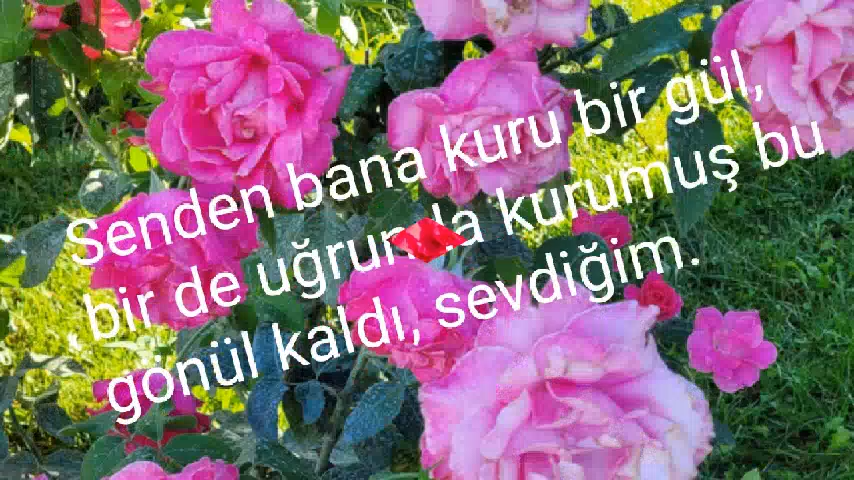 Senden bana kuru bir gül,
bir de uğrunda kurumuş bu
gönül kaldı, sevdiğim.